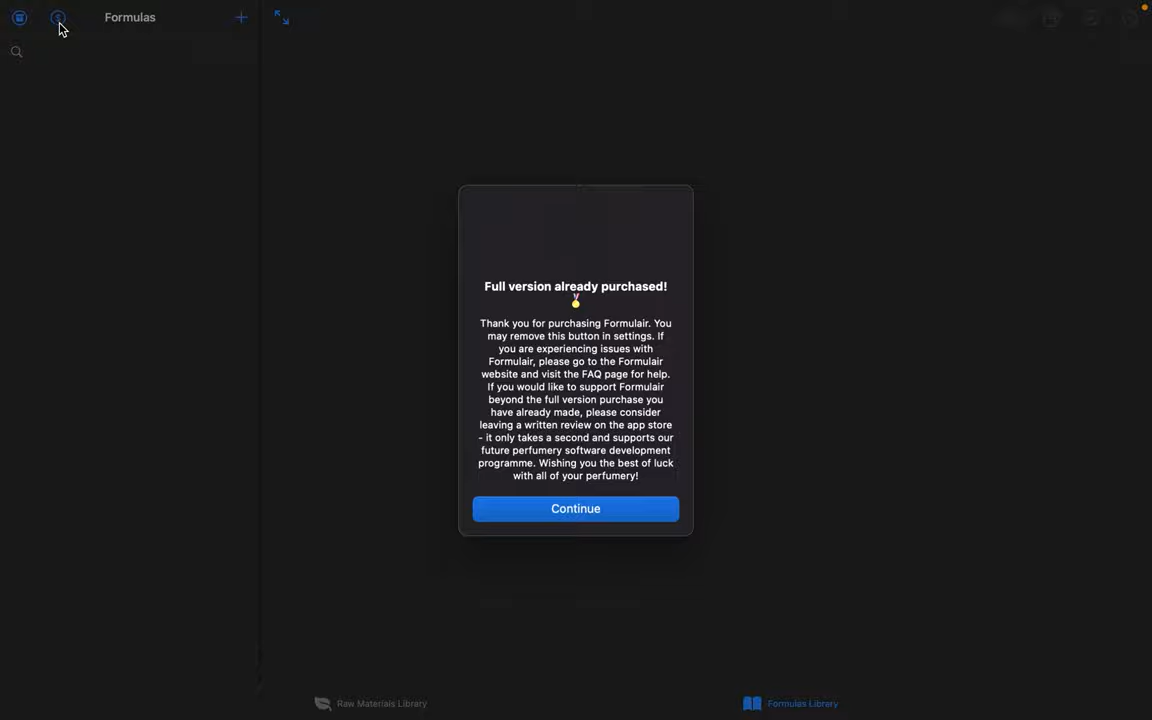 Formulas
Full version already purchased!
Thank you for purchasing Formulair. You
may remove this button in settings. If
you are experiencing issues with
Formulair, please go to the Formulair
website and visit the FAQ page for help.
If you would like to support Formulair
beyond the full version purchase you
have already made, please consider
leaving a written review on the app store
- it only takes a second and supports our
future perfumery software development
programme. Wishing you the best of luck
with all of your perfumery!
Continue
Raw Materials Library
Formulas Library